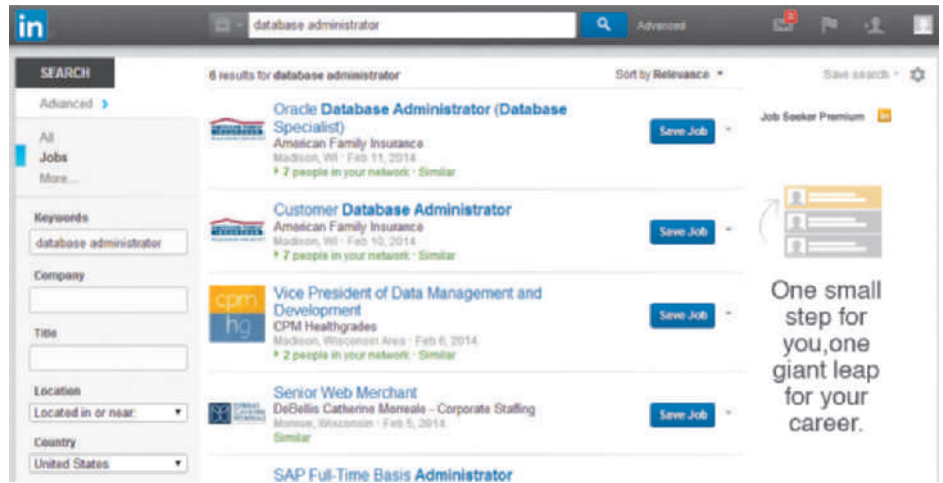 in
database administrator
Advanced
SEARCH
Advanced >
All
Jobs
More...
Keywords
database administrator
Company
Title
Location
Located in or near:
Country
United States
6 results for database administrator
Sort by Relevance
Oracle Database Administrator (Database
Specialist)
American Family Insurance
Madison, WI · Feb 11, 2014
7 people in your network · Similar
Save Job
Customer Database Administrator
American Family Insurance
Madison, WI · Feb 10, 2014
7 people in your network · Similar
Save Job
cpm
hg
Vice President of Data Management and
Development
CPM Healthgrades
Madison, Wisconsin Area · Feb 6, 2014
2 people in your network · Similar
Save Job
Senior Web Merchant
DeBellis Catherine Morreale - Corporate Staffing
Monroe, Wisconsin · Feb 5, 2014
Similar
Save Job
SAP Full-Time Basis Administrator
Save search
Job Seeker Premium in
One small
step for
you,one
giant leap
for your
career.